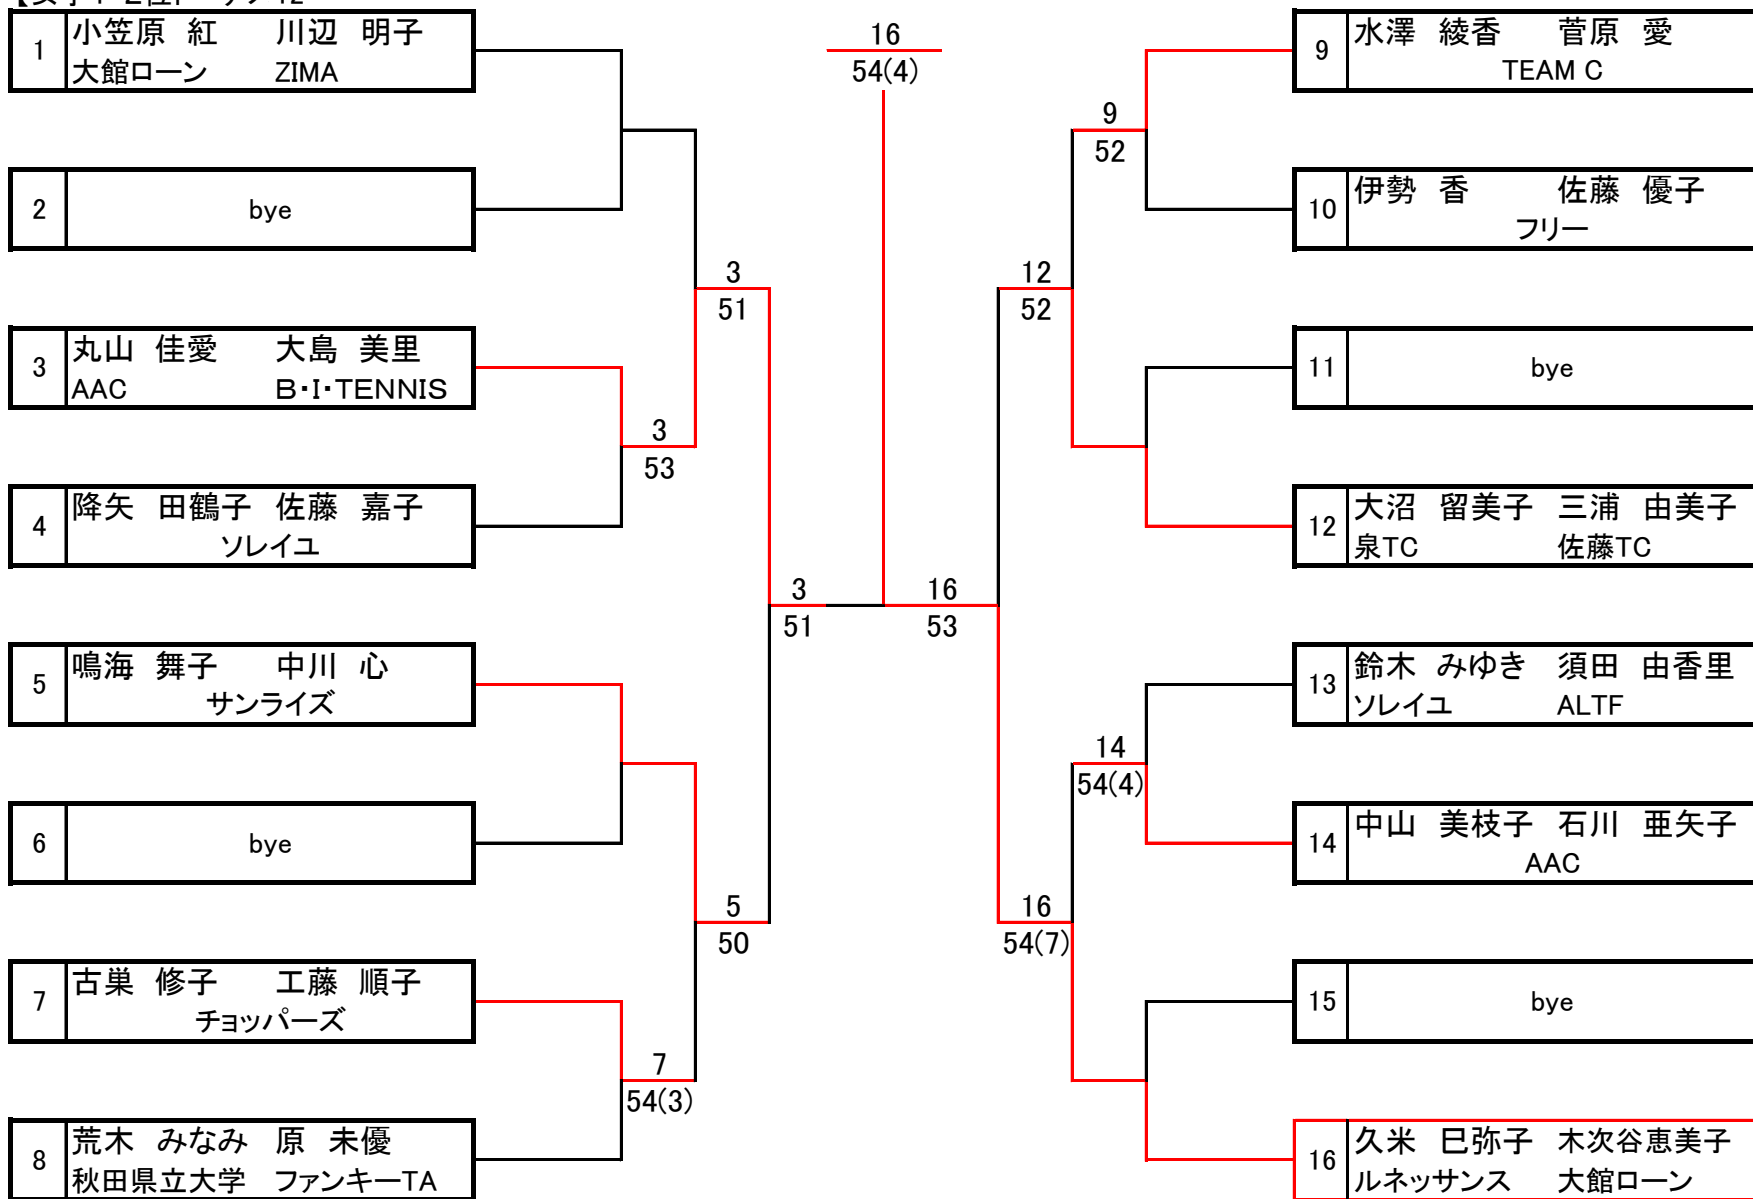 1 小笠原 紅 川辺 明子
大館ローン ZIMA
2 bye
3 丸山 佳愛 大島 美里
AAC B・I・TENNIS
4 降矢 田鶴子 佐藤 嘉子
ソレイユ
5 鳴海 舞子 中川 心
サンライズ
6 bye
7 古巣 修子 工藤 順子
チョッパーズ
8 荒木 みなみ 原 未優
秋田県立大学 ファンキーTA
3
51
3
53
3
51
5
50
7
54(3)
16
54(4)
16
53
9
52
12
52
14
54(4)
16
54(7)
9 水澤 綾香 菅原 愛
TEAM C
10 伊勢 香 佐藤 優子
フリー
11 bye
12 大沼 留美子 三浦 由美子
泉TC 佐藤TC
13 鈴木 みゆき 須田 由香里
ソレイユ ALTF
14 中山 美枝子 石川 亜矢子
AAC
15 bye
16 久米 巳弥子 木次谷恵美子
ルネッサンス 大館ローン